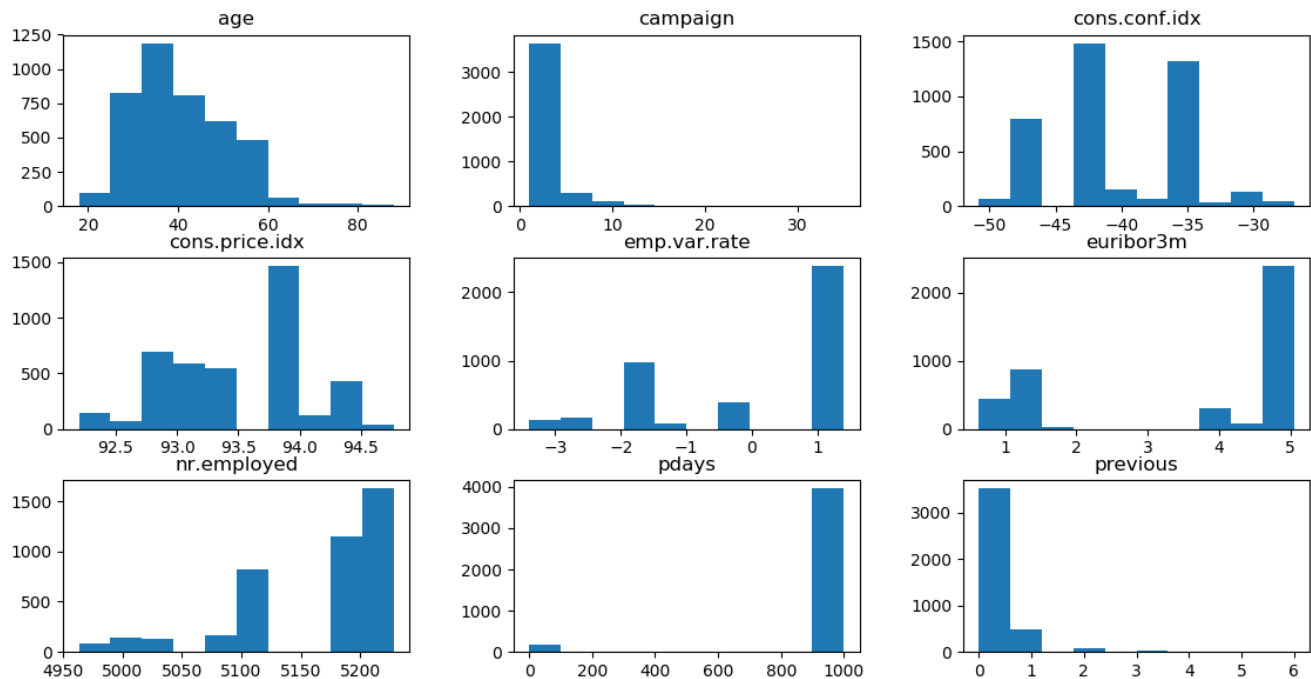 age campaign cons.conf.idx
1250 1000 750 500 250 0
3000 2000 1000 0
1500 1000 500 0
20 40 60 80
0 10 20 30
−50 −45 −40 −35 −30
cons.price.idx emp.var.rate euribor3m
1500 1000 500 0
2000 1000 0
2000 1000 0
92.5 93.0 93.5 94.0 94.5
−3 −2 −1 0 1
1 2 3 4 5
nr.employed pdays previous
1500 1000 500 0
4000 3000 2000 1000 0
3000 2000 1000 0
4950 5000 5050 5100 5150 5200
0 200 400 600 800 1000
0 1 2 3 4 5 6